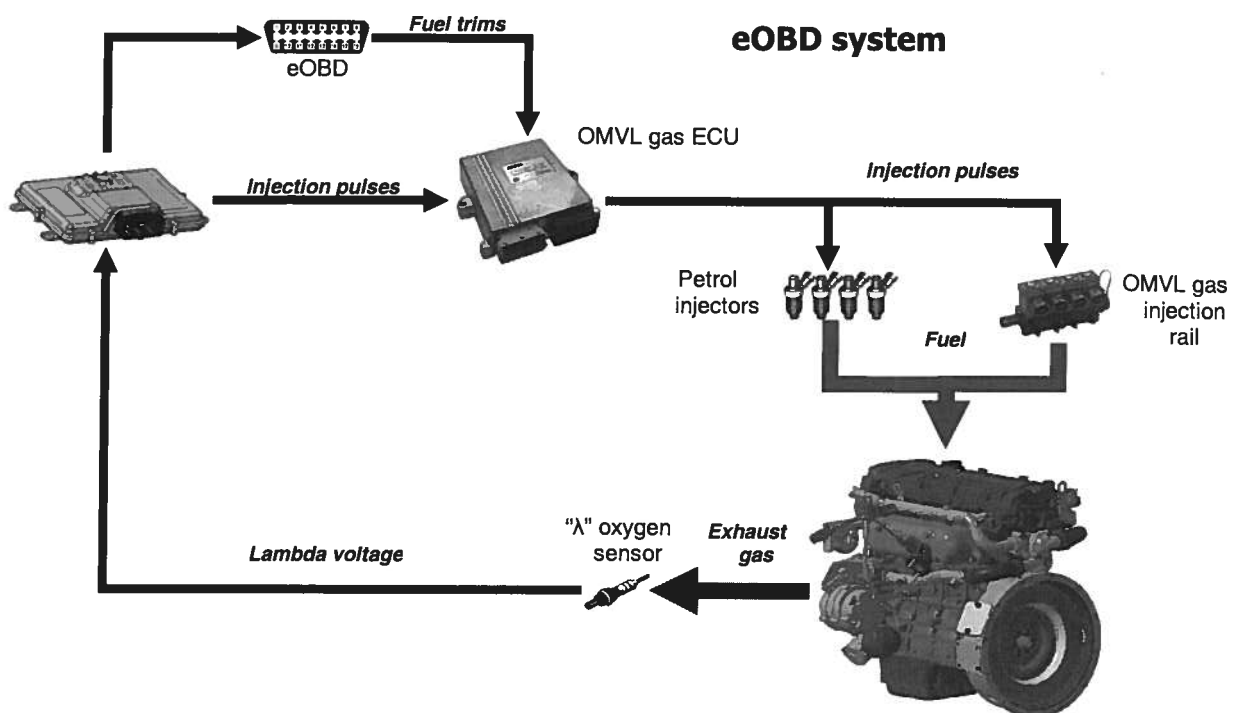 Fuel trims
eOBD system
eOBD
OMVL gas ECU
Injection pulses
Injection pulses
Petrol
injectors
OMVL gas
injection
rail
Fuel
"λ" oxygen
sensor
Exhaust
gas
Lambda voltage